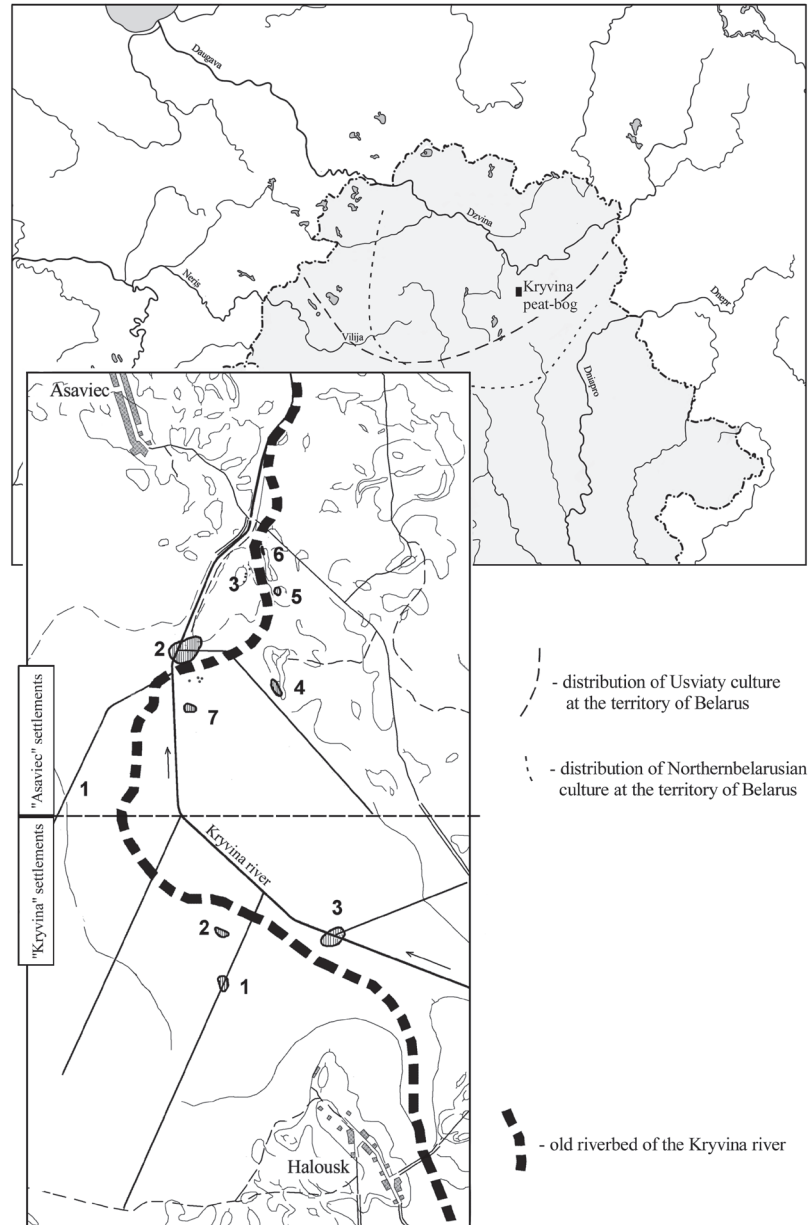 Daugava
Dzvina
Neris
Kryvina
peat-bog
Dnepr
Vilija
Dniapro
Asaviec
6
3
5
2
4
7
"Asaviec" settlements
1
Kryvina river
"Kryvina" settlements
3
2
1
Halousk
- distribution of Usviaty culture
at the territory of Belarus
- distribution of Northernbelarusian
culture at the territory of Belarus
- old riverbed of the Kryvina river